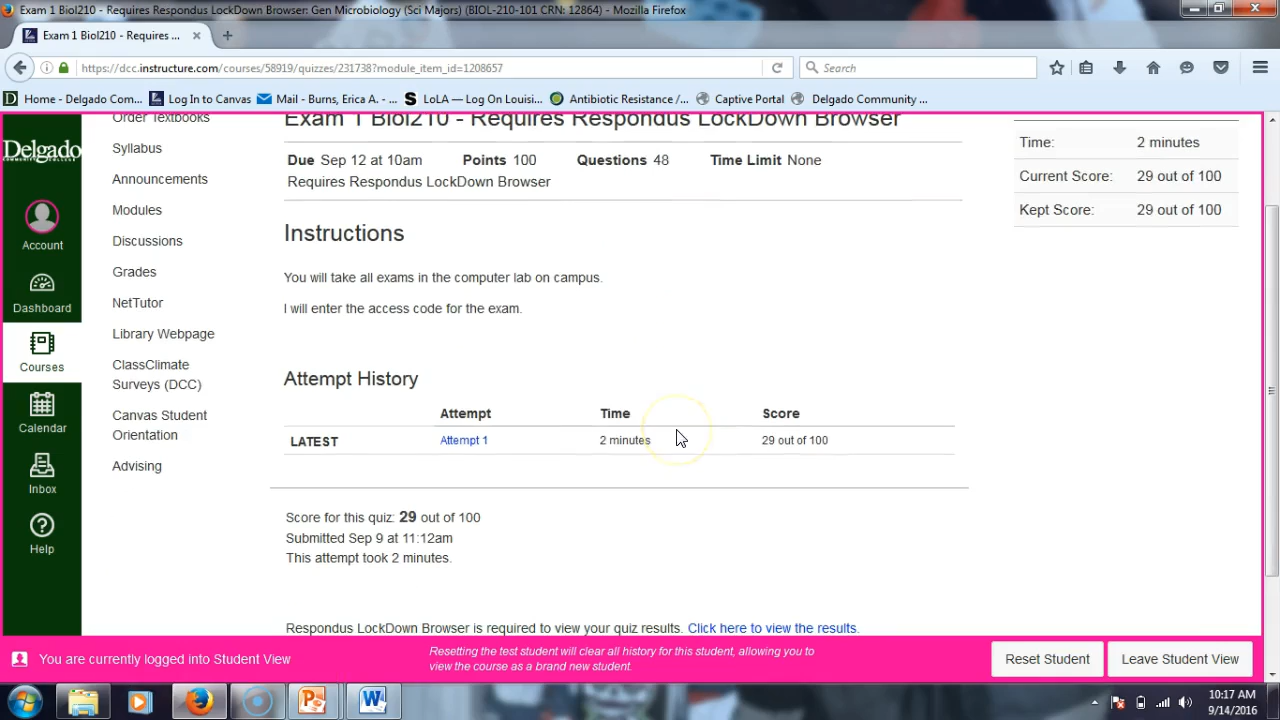 Exam 1 Biol210 - Requires Respondus LockDown Browser: Gen Microbiology (Sci Majors) (BIOL-210-101 CRN: 12864) - Mozilla Firefox
Exam 1 Biol210 - Requires ...
https://dcc.instructure.com/courses/58919/quizzes/231738?module_item_id=1208657
Search
Home - Delgado Com... Log In to Canvas Mail - Burns, Erica A. - ... LoLA — Log On Louisi... Antibiotic Resistance /... Captive Portal Delgado Community ...
Delgado
COMMUNITY COLLEGE
Account
Dashboard
Courses
Calendar
Inbox
Help
Order Textbooks
Syllabus
Announcements
Modules
Discussions
Grades
NetTutor
Library Webpage
ClassClimate
Surveys (DCC)
Canvas Student
Orientation
Advising
Exam 1 Biol210 - Requires Respondus LockDown Browser
Due Sep 12 at 10am Points 100 Questions 48 Time Limit None
Requires Respondus LockDown Browser
Instructions
You will take all exams in the computer lab on campus.
I will enter the access code for the exam.
Attempt History
Attempt Time Score
LATEST Attempt 1 2 minutes 29 out of 100
Score for this quiz: 29 out of 100
Submitted Sep 9 at 11:12am
This attempt took 2 minutes.
Respondus LockDown Browser is required to view your quiz results. Click here to view the results.
Time: 2 minutes
Current Score: 29 out of 100
Kept Score: 29 out of 100
You are currently logged into Student View
Resetting the test student will clear all history for this student, allowing you to
view the course as a brand new student.
Reset Student
Leave Student View
10:17 AM
9/14/2016